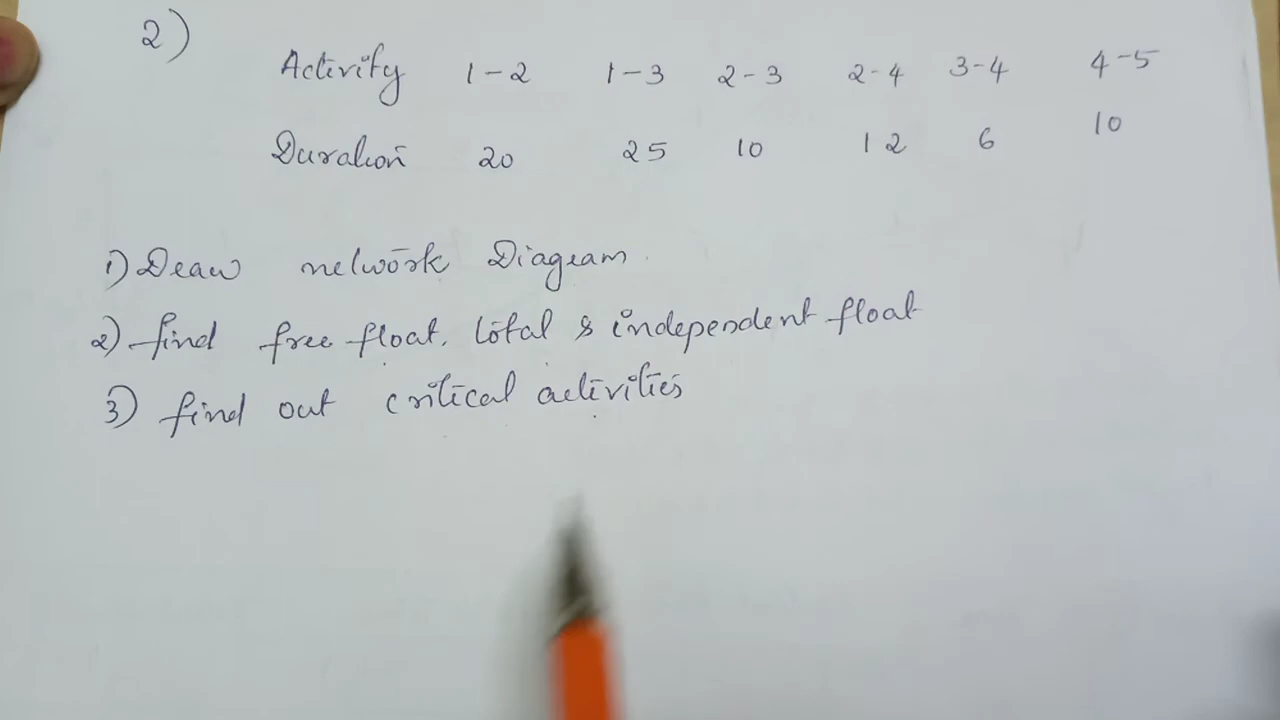 2)
Activity 1-2 1-3 2-3 2-4 3-4 4-5
Duration 20 25 10 12 6 10
1) Draw network Diagram.
2) find free float, total & independent float
3) find out critical activities